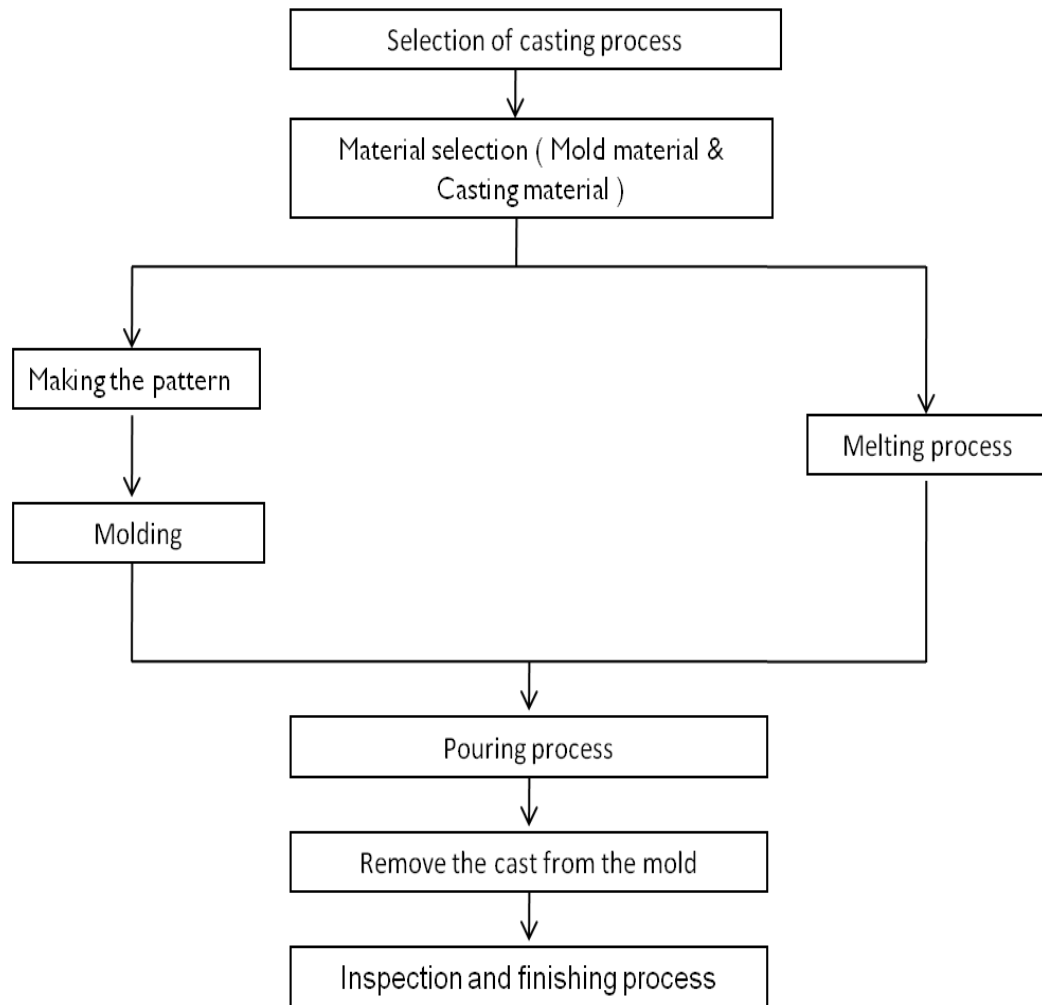 Selection of casting process
Material selection ( Mold material &
Casting material )
Making the pattern
Melting process
Molding
Pouring process
Remove the cast from the mold
Inspection and finishing process